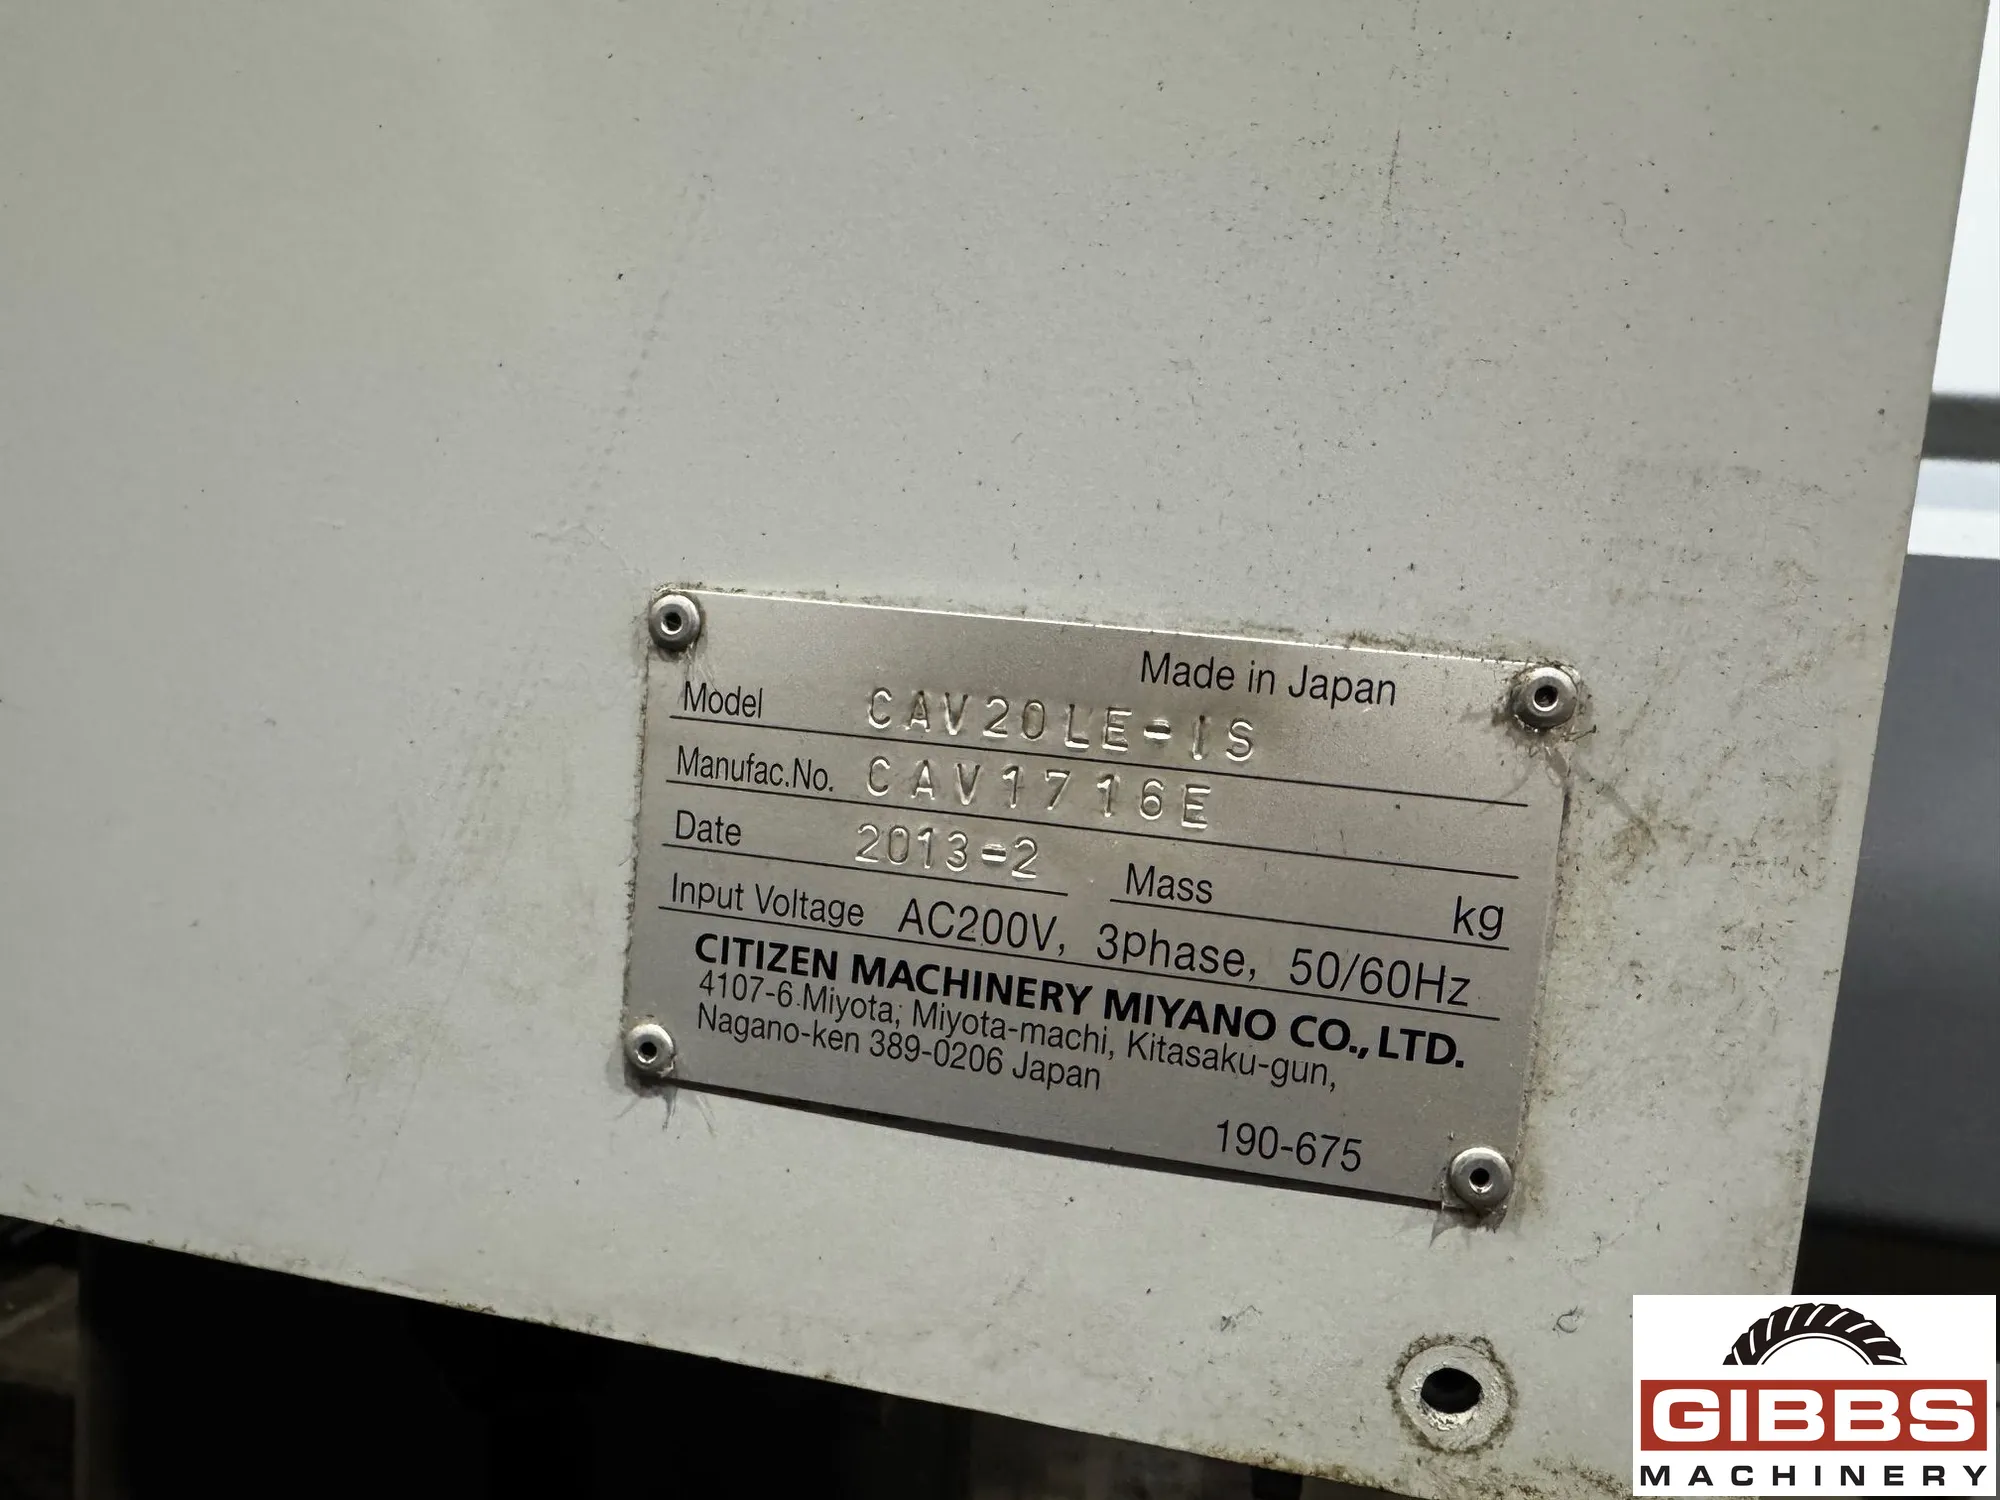 Made in Japan
Model CAV20LE-IS
Manufac.No. CAV1716E
Date 2013-2 Mass kg
Input Voltage AC200V, 3phase, 50/60Hz
CITIZEN MACHINERY MIYANO CO., LTD.
4107-6 Miyota, Miyota-machi, Kitasaku-gun,
Nagano-ken 389-0206 Japan
190-675
GIBBS
MACHINERY